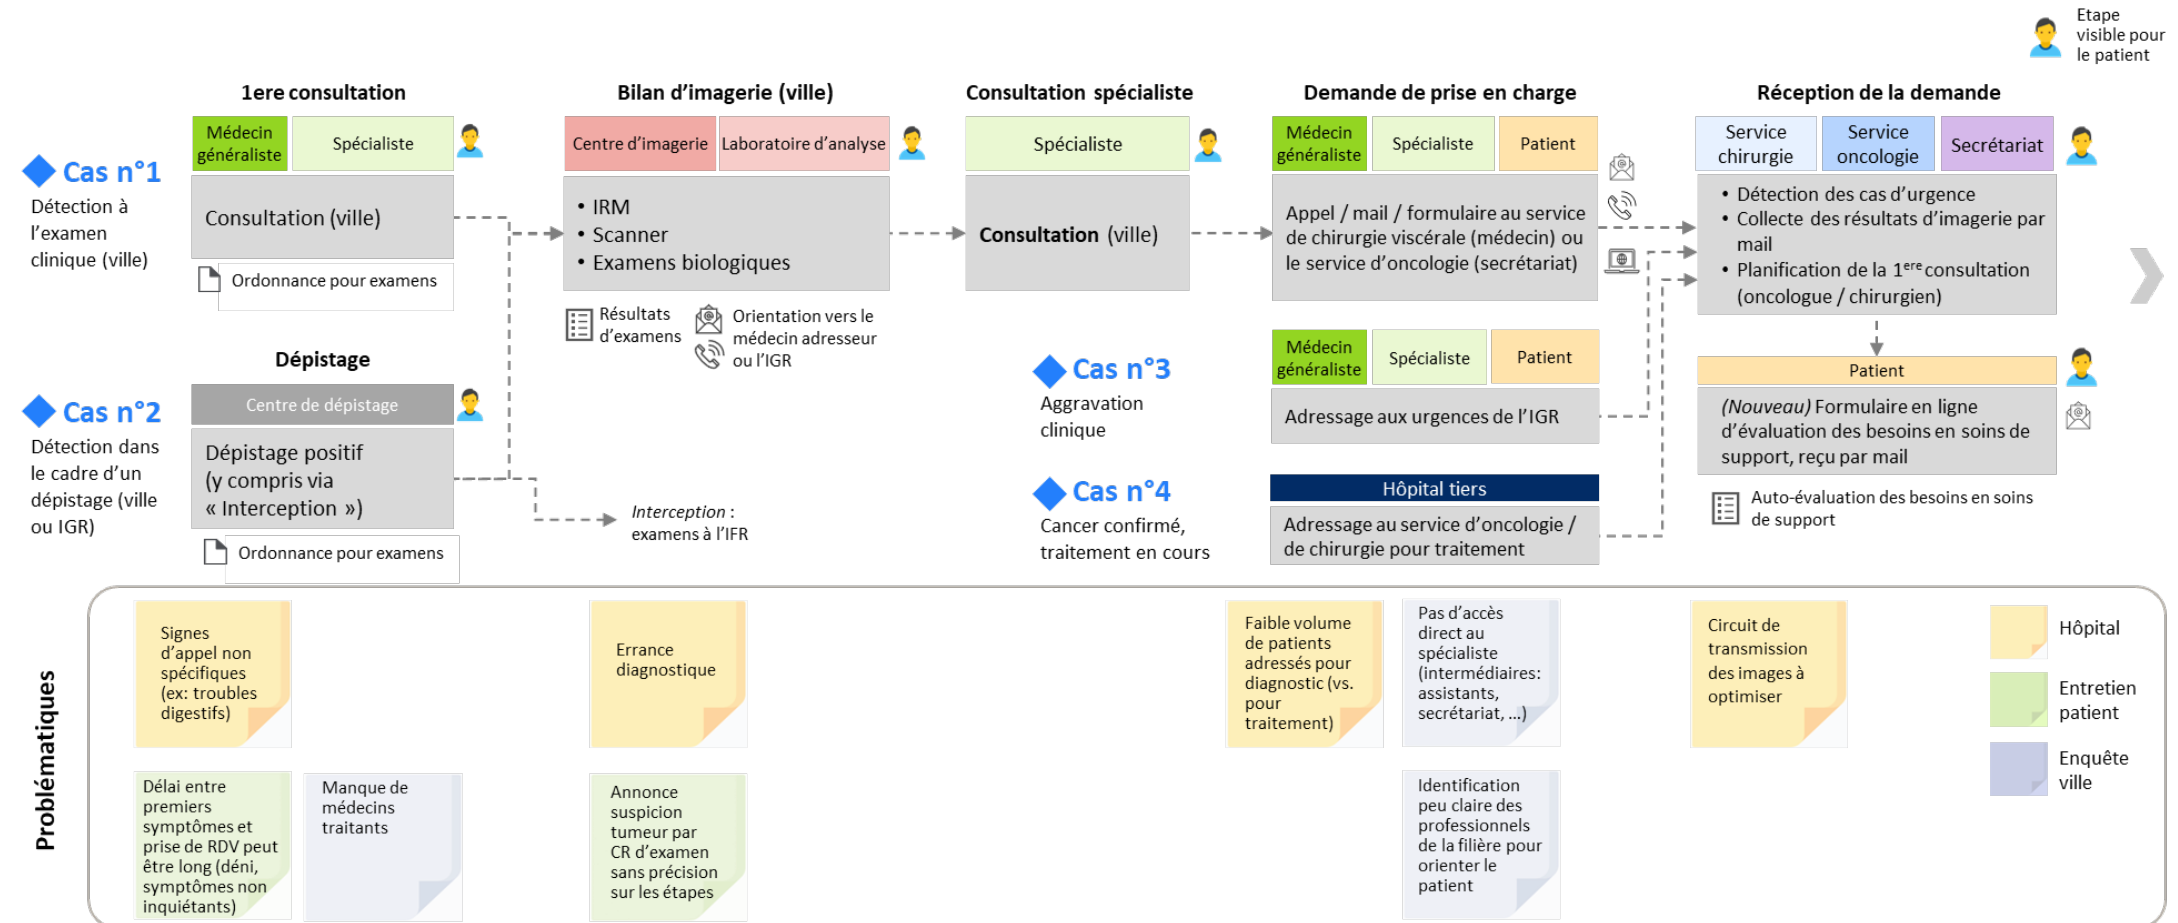 Etape
visible pour
le patient
1ere consultation
Médecin
généraliste
Spécialiste
Cas n°1
Détection à
l’examen
clinique (ville)
Consultation (ville)
Ordonnance pour examens
Dépistage
Centre de dépistage
Cas n°2
Détection dans
le cadre d’un
dépistage (ville
ou IGR)
Dépistage positif
(y compris via
« Interception »)
Ordonnance pour examens
Bilan d’imagerie (ville)
Centre d’imagerie
Laboratoire d’analyse
• IRM
• Scanner
• Examens biologiques
Résultats
d’examens
Orientation vers le
médecin adresseur
ou l’IGR
Interception :
examens à l’IFR
Consultation spécialiste
Spécialiste
Consultation (ville)
Demande de prise en charge
Médecin
généraliste
Spécialiste
Patient
Appel / mail / formulaire au service
de chirurgie viscérale (médecin) ou
le service d’oncologie (secrétariat)
Cas n°3
Aggravation
clinique
Médecin
généraliste
Spécialiste
Patient
Adressage aux urgences de l’IGR
Cas n°4
Cancer confirmé,
traitement en cours
Hôpital tiers
Adressage au service d’oncologie /
de chirurgie pour traitement
Réception de la demande
Service
chirurgie
Service
oncologie
Secrétariat
• Détection des cas d’urgence
• Collecte des résultats d’imagerie par
mail
• Planification de la 1ere consultation
(oncologue / chirurgien)
Patient
(Nouveau) Formulaire en ligne
d’évaluation des besoins en soins de
support, reçu par mail
Auto-évaluation des besoins en soins
de support
Problématiques
Signes
d’appel non
spécifiques
(ex: troubles
digestifs)
Délai entre
premiers
symptômes et
prise de RDV peut
être long (déni,
symptômes non
inquiétants)
Manque de
médecins
traitants
Errance
diagnostique
Annonce
suspicion
tumeur par
CR d’examen
sans précision
sur les étapes
Faible volume
de patients
adressés pour
diagnostic (vs.
pour
traitement)
Pas d’accès
direct au
spécialiste
(intermédiaires:
assistants,
secrétariat, …)
Identification
peu claire des
professionnels
de la filière pour
orienter le
patient
Circuit de
transmission
des images à
optimiser
Hôpital
Entretien
patient
Enquête
ville